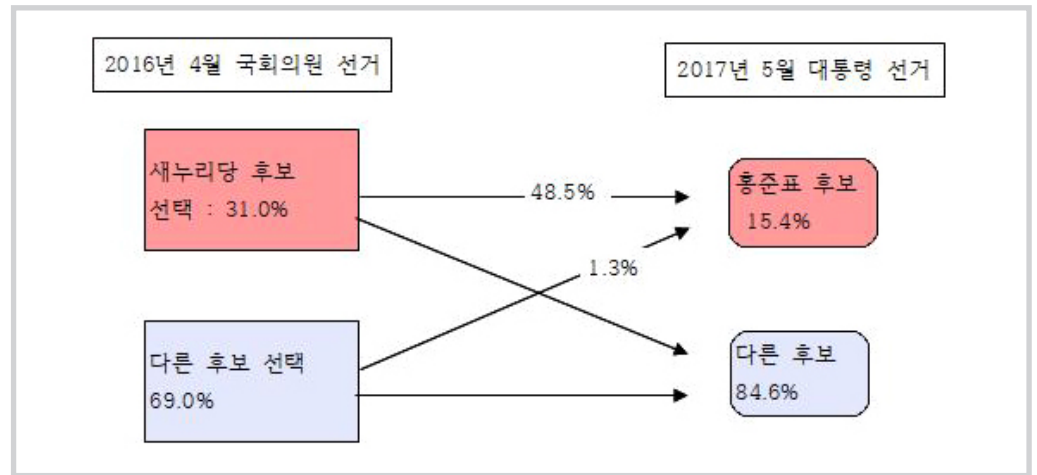 2016년 4월 국회의원 선거
2017년 5월 대통령 선거
새누리당 후보
선택 : 31.0%
48.5%
홍준표 후보
15.4%
1.3%
다른 후보 선택
69.0%
다른 후보
84.6%